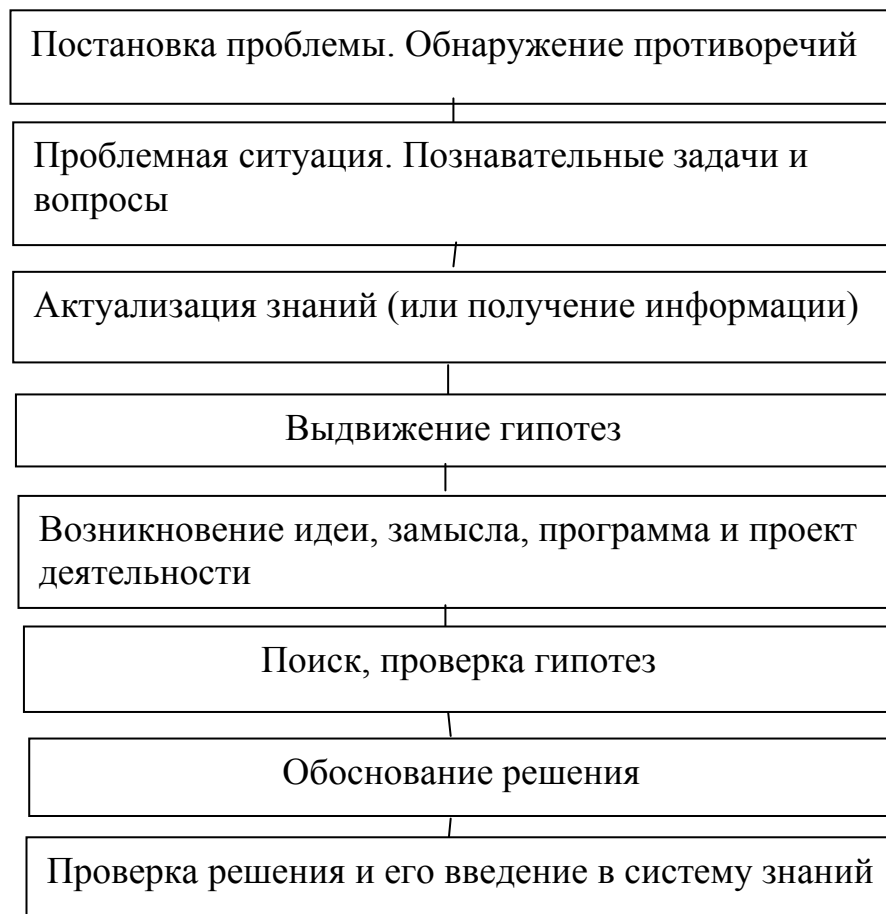 Постановка проблемы. Обнаружение противоречий
Проблемная ситуация. Познавательные задачи и
вопросы
Актуализация знаний (или получение информации)
Выдвижение гипотез
Возникновение идеи, замысла, программа и проект
деятельности
Поиск, проверка гипотез
Обоснование решения
Проверка решения и его введение в систему знаний